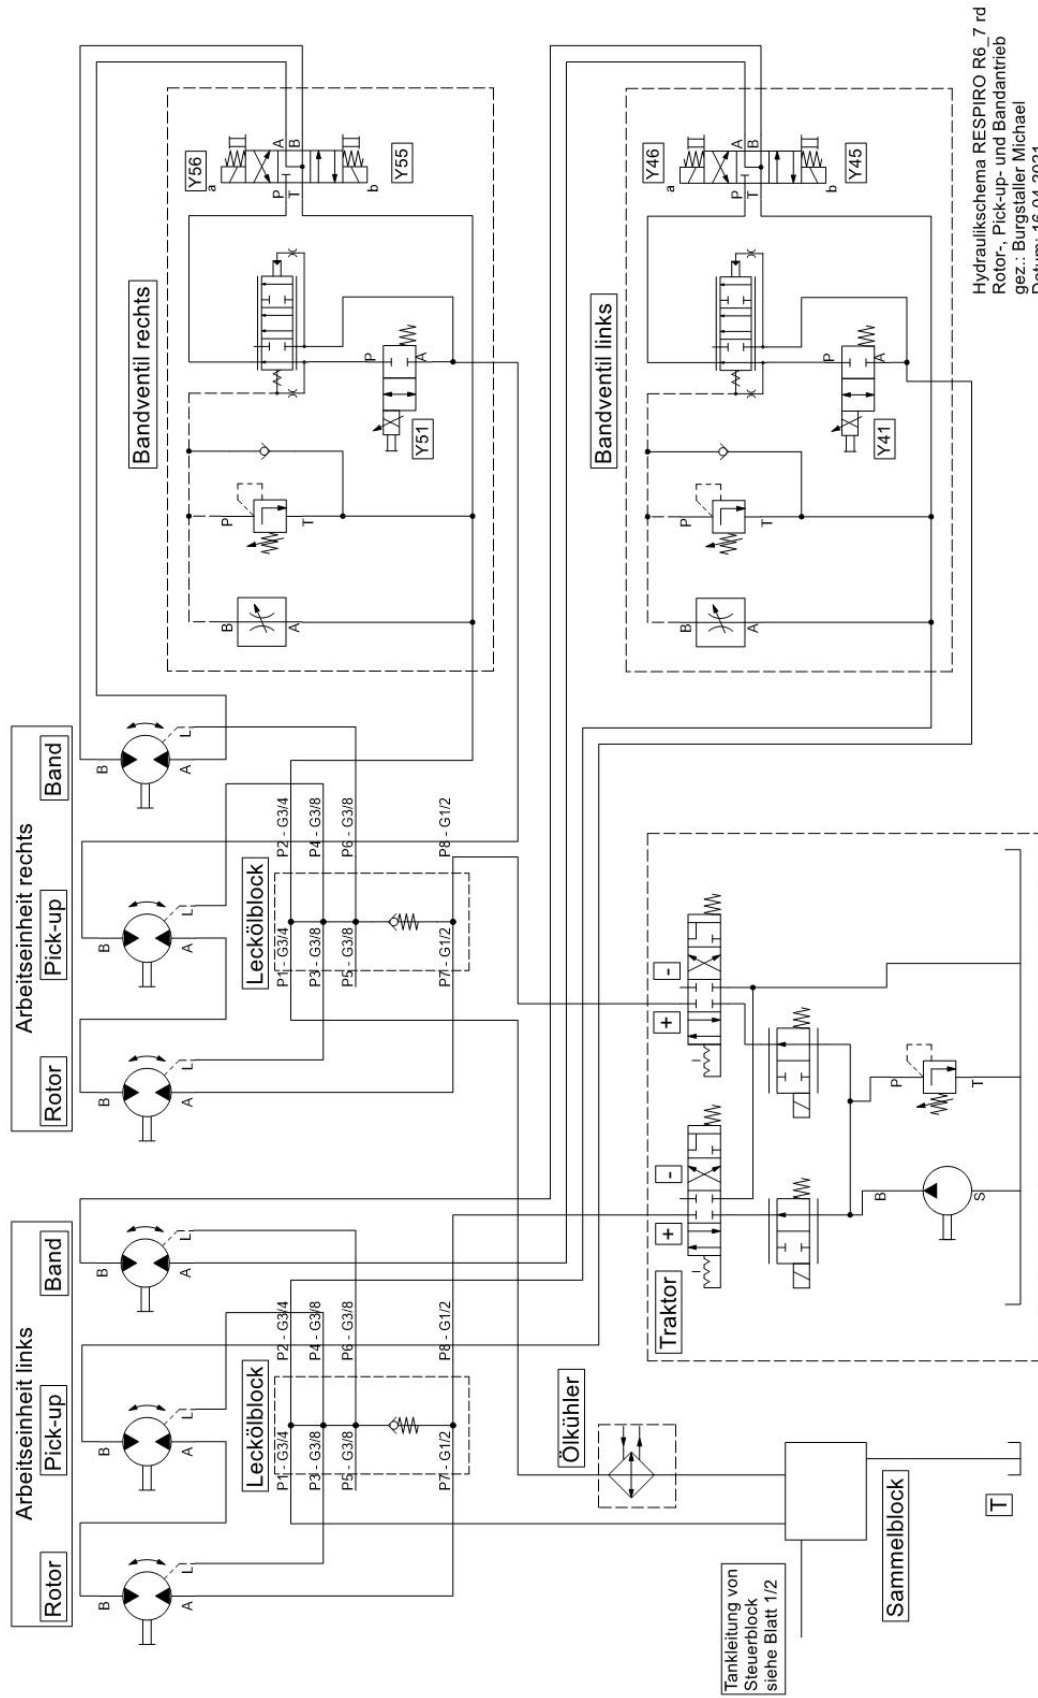 Arbeitseinheit links
Rotor
Pick-up
Band
B
A
L
B
A
L
B
A
L
Leckölblock
P1 - G3/4
P2 - G3/4
P3 - G3/8
P4 - G3/8
P5 - G3/8
P6 - G3/8
P7 - G1/2
P8 - G1/2
Arbeitseinheit rechts
Rotor
Pick-up
Band
B
A
L
B
A
L
B
A
L
Leckölblock
P1 - G3/4
P2 - G3/4
P3 - G3/8
P4 - G3/8
P5 - G3/8
P6 - G3/8
P7 - G1/2
P8 - G1/2
Bandventil rechts
B
A
P
T
Y51
P
A
Y56
a
P
T
A
B
b
Y55
Bandventil links
B
A
P
T
Y41
P
A
Y46
a
P
T
A
B
b
Y45
Ölkühler
Tankleitung von
Steuerblock
siehe Blatt 1/2
Sammelblock
T
Traktor
+
-
+
-
B
S
P
T
Hydraulikschema RESPIRO R6_7 rd
Rotor-, Pick-up- und Bandantrieb
gez.: Burgstaller Michael
Datum: 16.04.2021